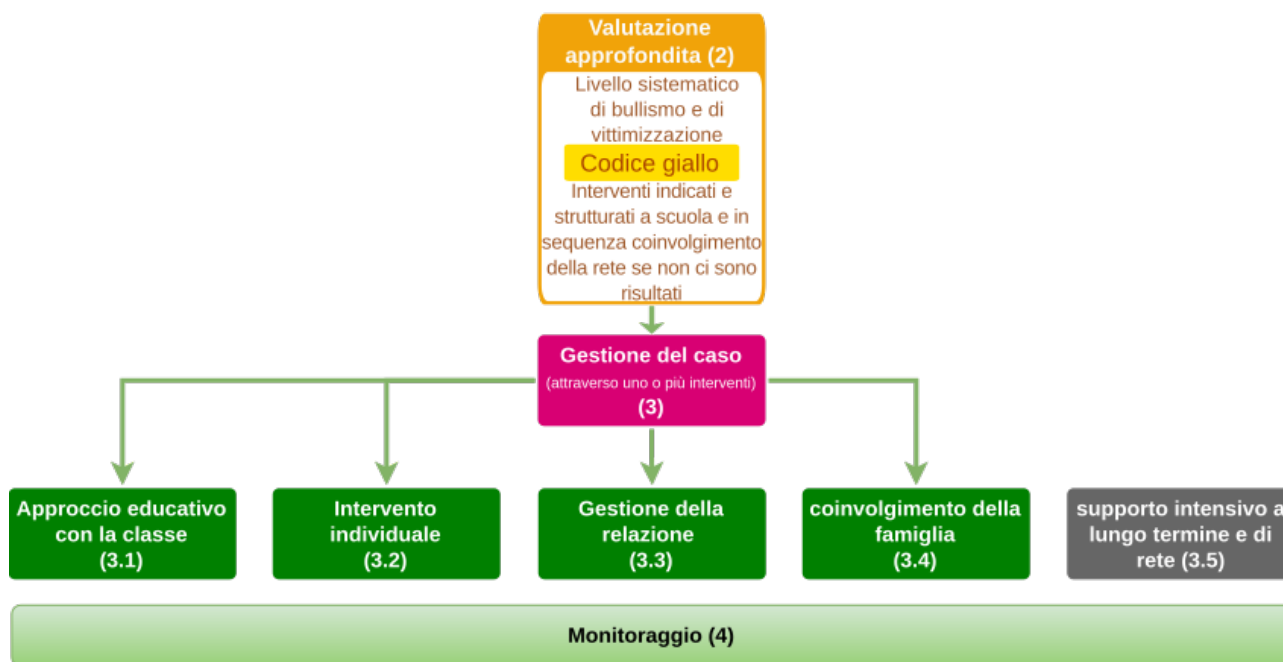 Valutazione
approfondita (2)
Livello sistematico
di bullismo e di
vittimizzazione
Codice giallo
Interventi indicati e
strutturati a scuola e in
sequenza coinvolgimento
della rete se non ci sono
risultati
Gestione del caso
(attraverso uno o più interventi)
(3)
Approccio educativo
con la classe
(3.1)
Intervento
individuale
(3.2)
Gestione della
relazione
(3.3)
coinvolgimento della
famiglia
(3.4)
supporto intensivo a
lungo termine e di
rete (3.5)
Monitoraggio (4)